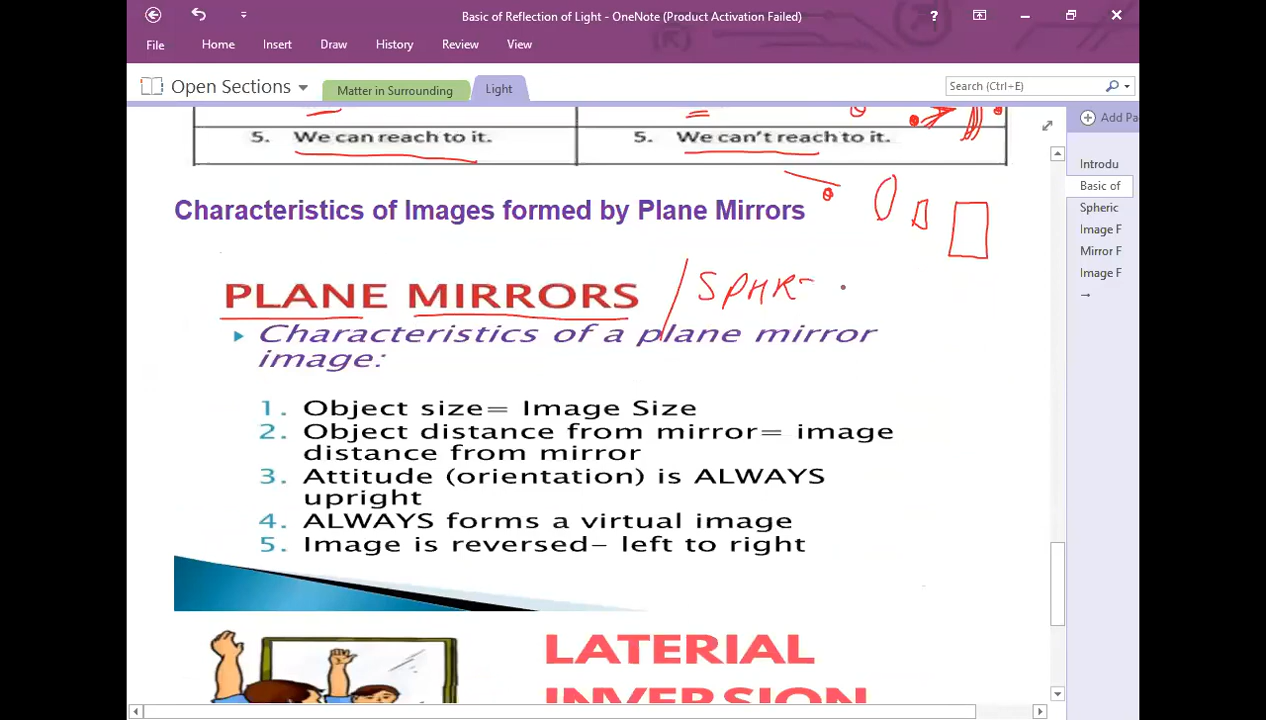 Basic of Reflection of Light - OneNote (Product Activation Failed)
?
File Home Insert Draw History Review View
Open Sections Matter in Surrounding Light Search (Ctrl+E)
Add Pa
5. We can reach to it. 5. We can't reach to it.
Introdu
Basic of
Spheric
Image F
Mirror F
Image F
Characteristics of Images formed by Plane Mirrors
PLANE MIRRORS / SPHR-
Characteristics of a plane mirror
image:
1. Object size= Image Size
2. Object distance from mirror= image
distance from mirror
3. Attitude (orientation) is ALWAYS
upright
4. ALWAYS forms a virtual image
5. Image is reversed– left to right
LATERIAL
INVERSION